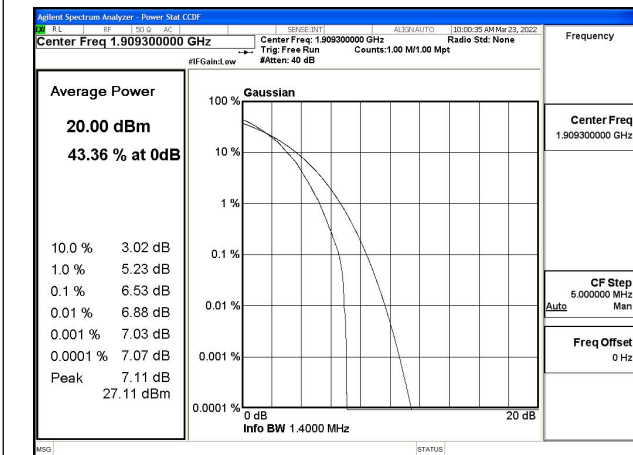 Agilent Spectrum Analyzer - Power Stat CCDF
RL RF 50 Ω AC SENSE:INT ALIGN AUTO 10:00:35 AM Mar 23, 2022
Center Freq 1.909300000 GHz
Center Freq: 1.909300000 GHz Radio Std: None
Trig: Free Run Counts:1.00 M/1.00 Mpt
#IFGain:Low #Atten: 40 dB
Frequency
Center Freq
1.909300000 GHz
CF Step
5.000000 MHz
Auto Man
Freq Offset
0 Hz
Average Power
20.00 dBm
43.36 % at 0dB
10.0 % 3.02 dB
1.0 % 5.23 dB
0.1 % 6.53 dB
0.01 % 6.88 dB
0.001 % 7.03 dB
0.0001 % 7.07 dB
Peak 7.11 dB
27.11 dBm
Gaussian
100 %
10 %
1 %
0.1 %
0.01 %
0.001 %
0.0001 %
0 dB 20 dB
Info BW 1.4000 MHz
MSG STATUS